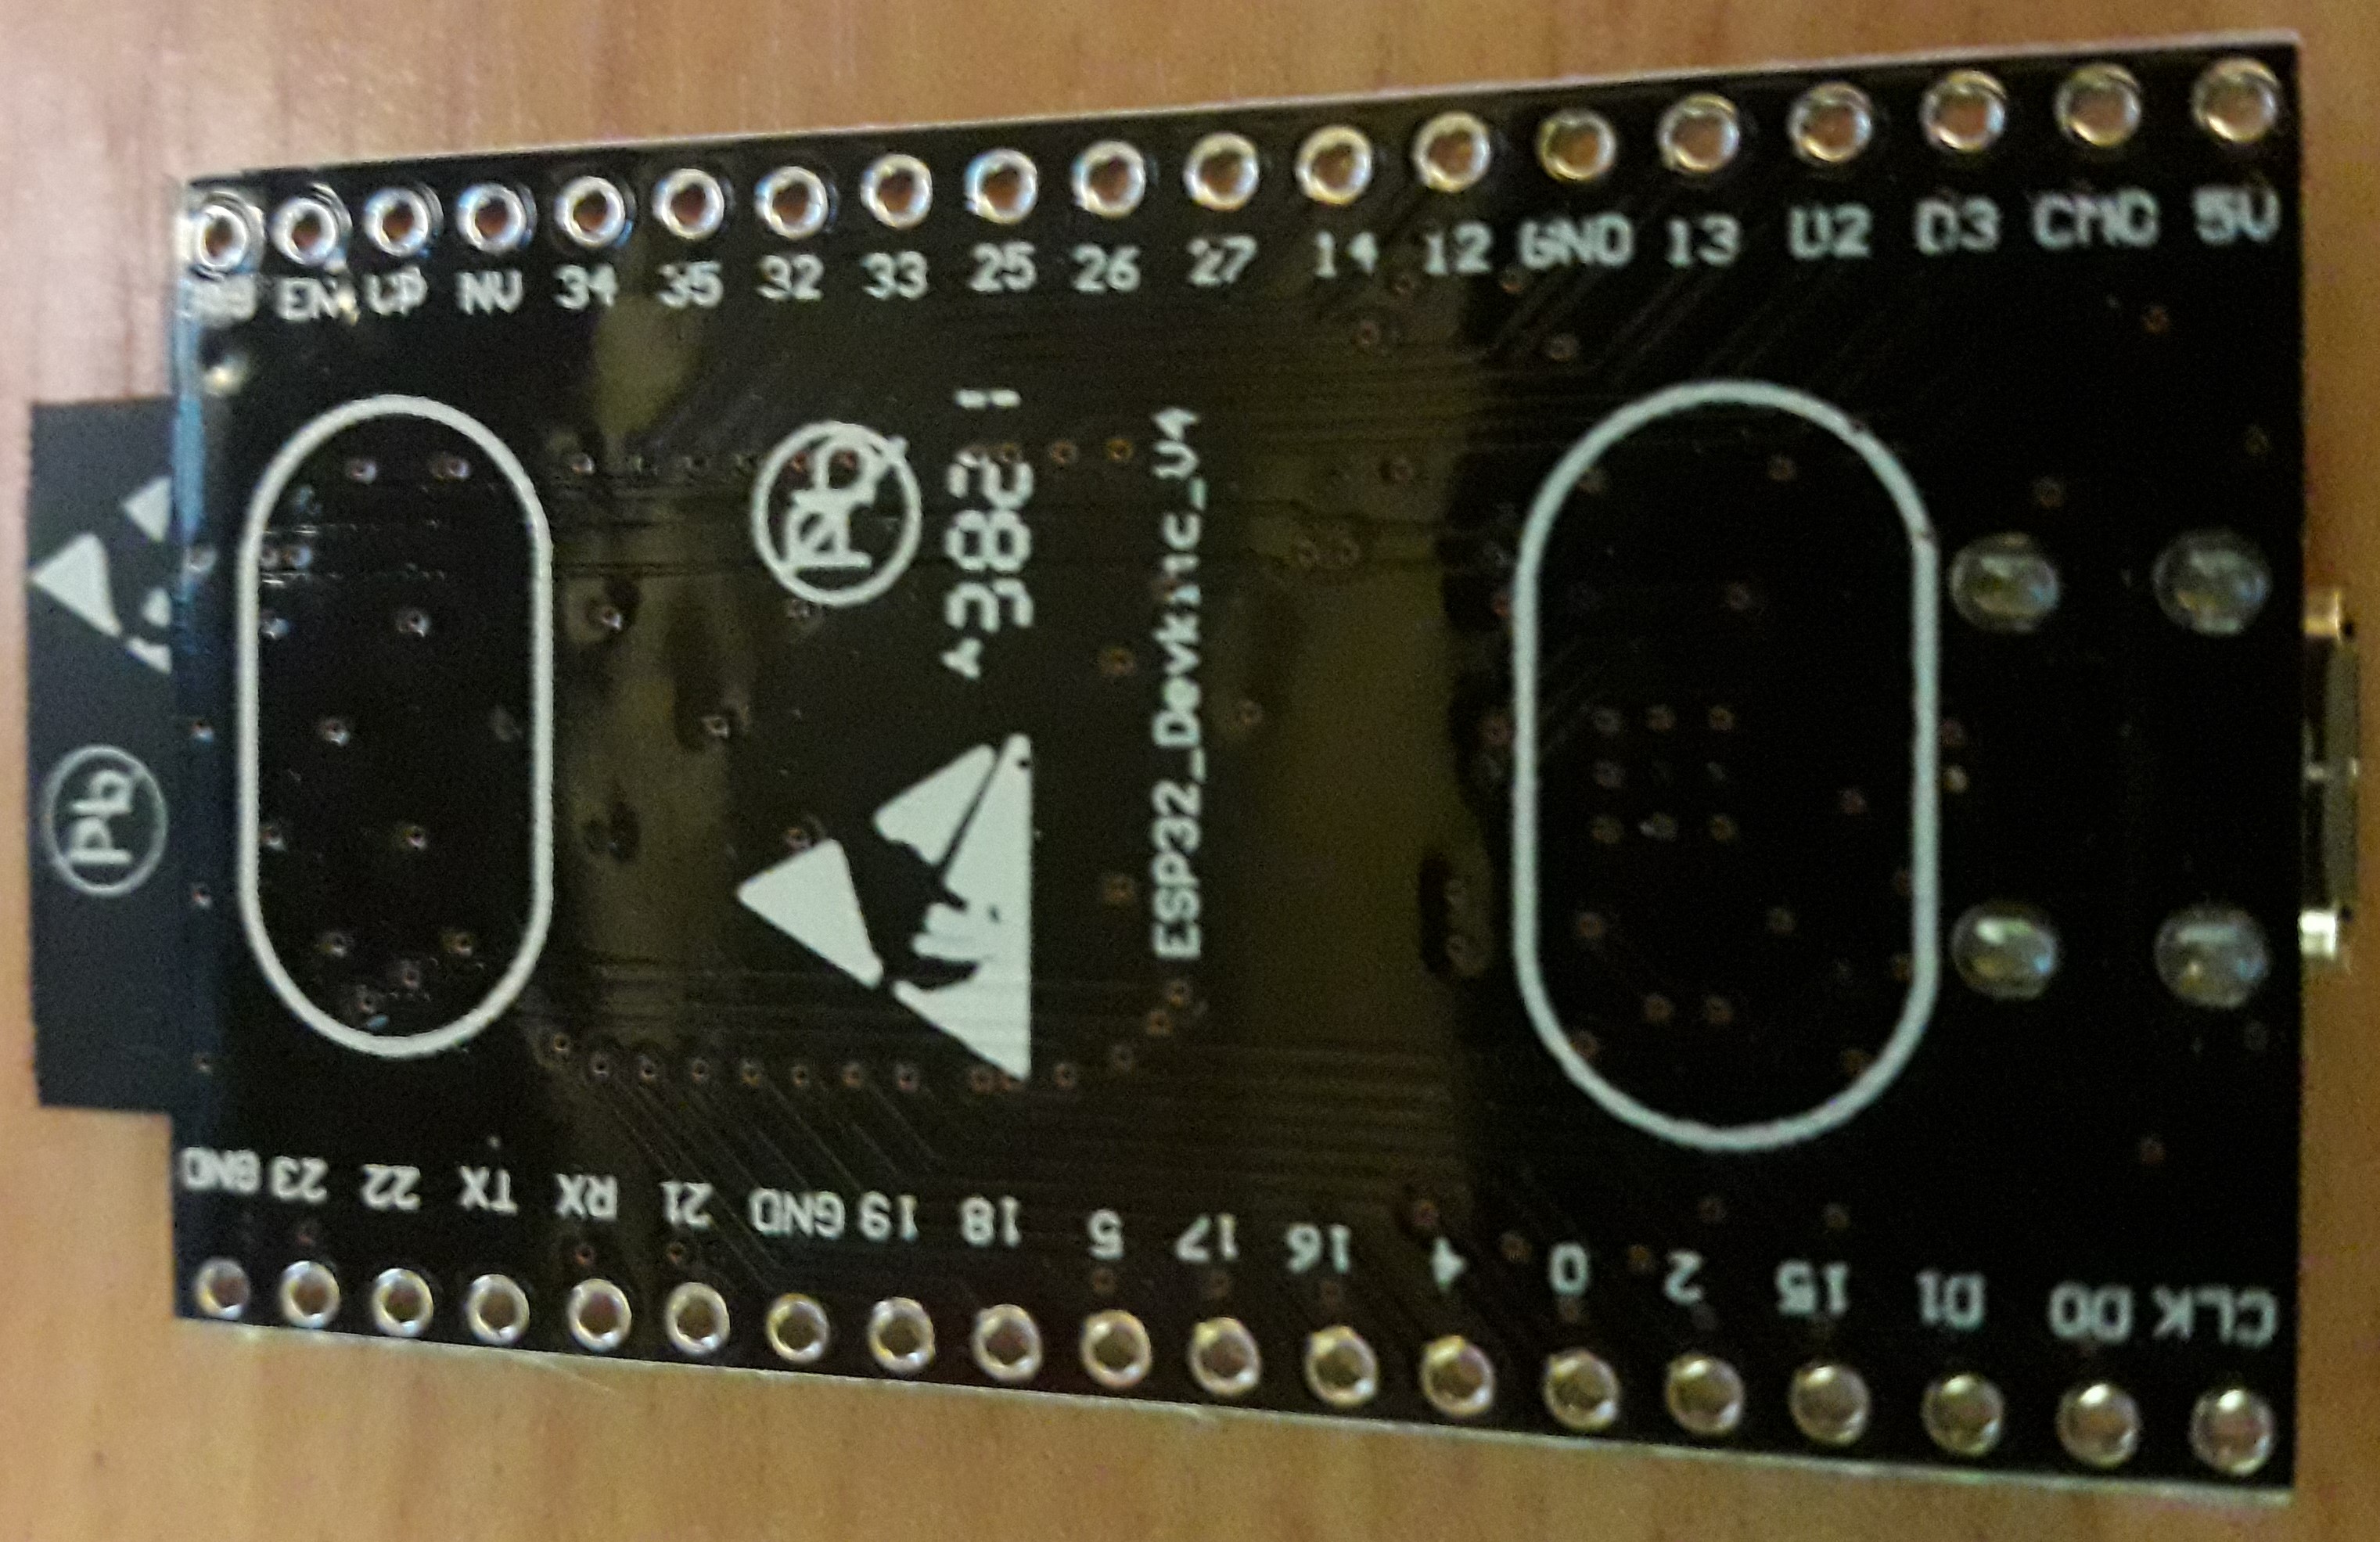 EN VP NV 34 35 32 33 25 26 27 14 12 GND 13 D2 D3 CMD 5V
Pb
Pb
ESP32_Devkitc_V4
CLK D0 D1 15 2 0 4 16 17 5 18 19 GND 21 RX TX 22 23 GND